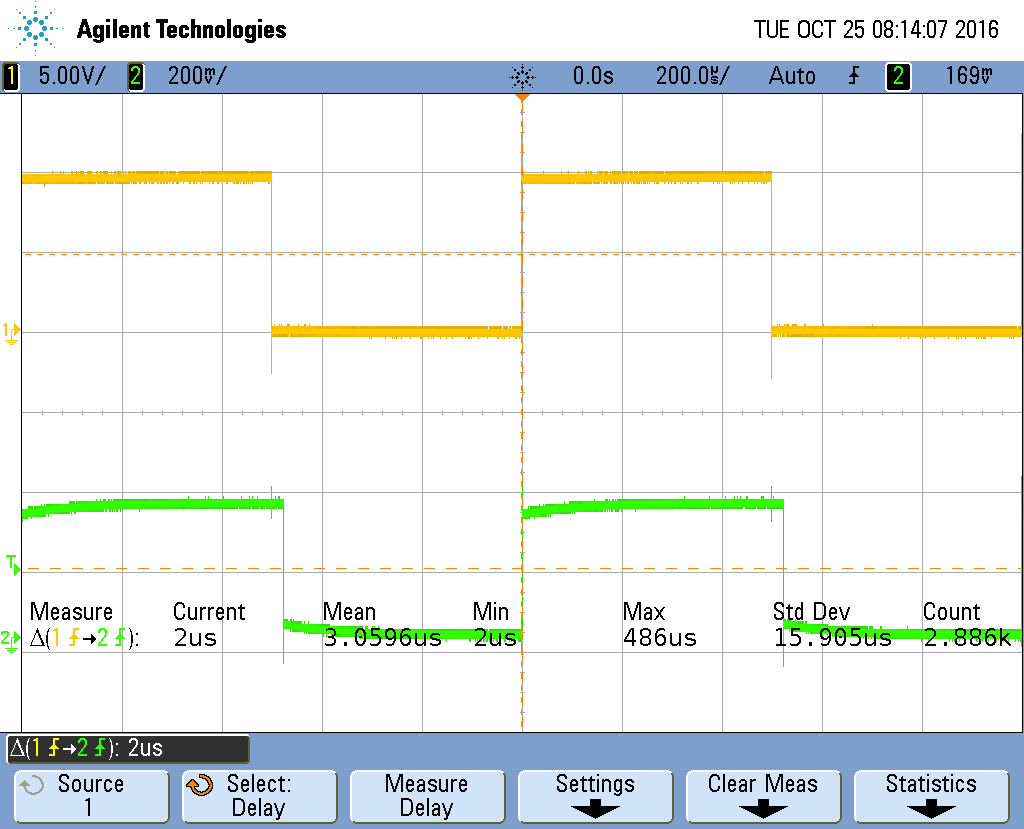 Agilent Technologies TUE OCT 25 08:14:07 2016
1 5.00V/ 2 200mV/ 0.0s 200.0us/ Auto 2 169mV
1
T
Measure Current Mean Min Max Std Dev Count
Δ(1→2): 2us 3.0596us 2us 486us 15.905us 2.886k
2
Δ(1→2): 2us
Source Select: Measure Settings Clear Meas Statistics
1 Delay Delay